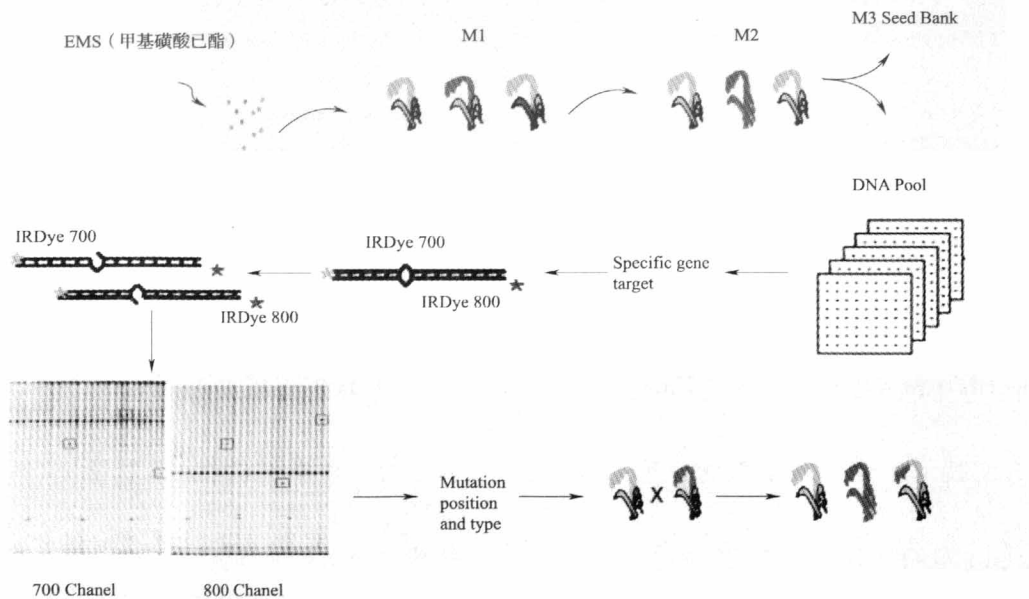 EMS（甲基磺酸已酯）
M1
M2
M3 Seed Bank
DNA Pool
IRDye 700
IRDye 800
IRDye 700
IRDye 800
Specific gene
target
700 Chanel
800 Chanel
Mutation
position
and type
X